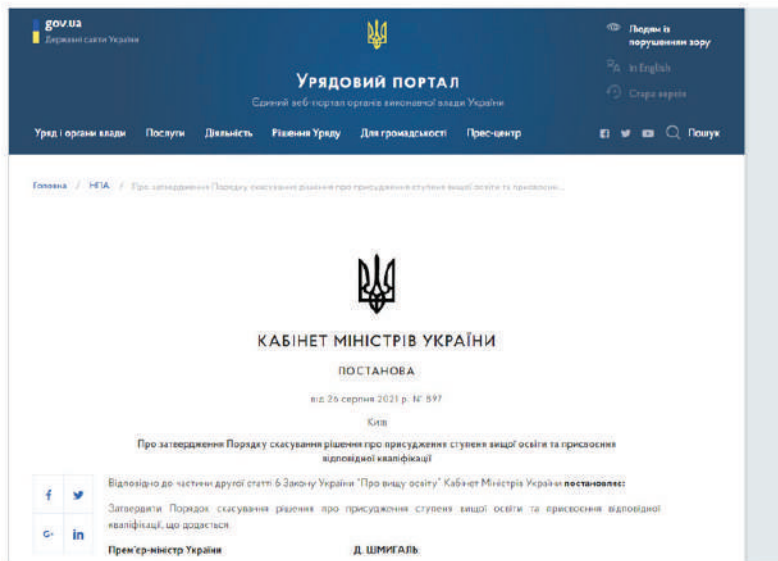 gov.ua
Державні сайти України
Людям із
порушенням зору
In English
Стара версія
УРЯДОВИЙ ПОРТАЛ
Єдиний веб-портал органів виконавчої влади України
Уряд і органи влади Послуги Діяльність Рішення Уряду Для громадськості Прес-центр Пошук
Головна / НПА / Про затвердження Порядку скасування рішення про присудження ступеня вищої освіти та присвоєн...
КАБІНЕТ МІНІСТРІВ УКРАЇНИ
ПОСТАНОВА
від 26 серпня 2021 р. № 897
Київ
Про затвердження Порядку скасування рішення про присудження ступеня вищої освіти та присвоєння
відповідної кваліфікації
Відповідно до частини другої статті 6 Закону України "Про вищу освіту" Кабінет Міністрів України постановляє:
Затвердити Порядок скасування рішення про присудження ступеня вищої освіти та присвоєння відповідної
кваліфікації, що додається.
Прем'єр-міністр України Д. ШМИГАЛЬ